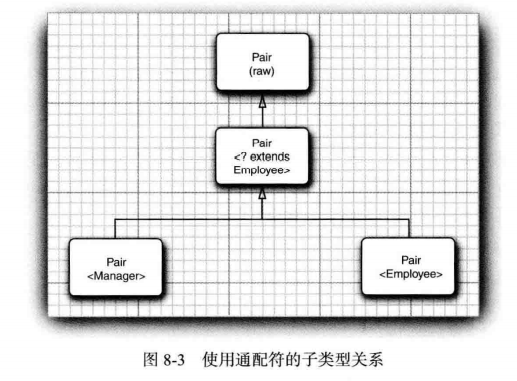 Pair
(raw)
Pair
<? extends
Employee>
Pair
<Manager>
Pair
<Employee>
图 8-3 使用通配符的子类型关系